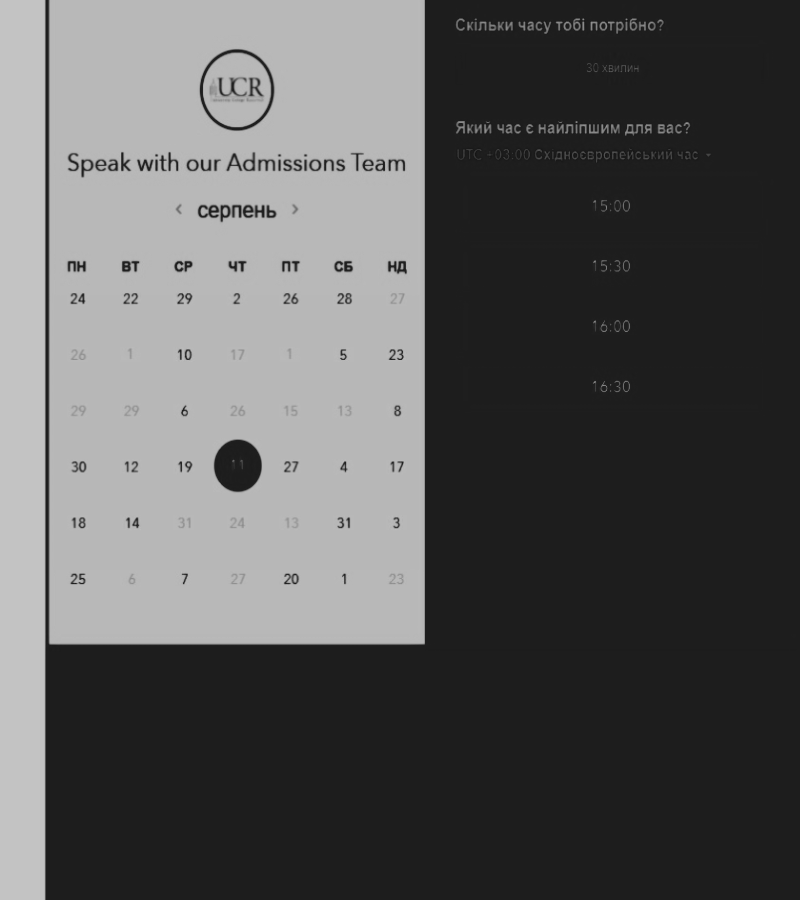 UCR
Speak with our Admissions Team
< серпень >
ПН ВТ СР ЧТ ПТ СБ НД
24 22 29 2 26 28 27
26 1 10 17 1 5 23
29 29 6 26 15 13 8
30 12 19 11 27 4 17
18 14 31 24 13 31 3
25 6 7 27 20 1 23
Скільки часу тобі потрібно?
30 хвилин
Який час є найліпшим для вас?
UTC -03:00 Східноєвропейський час
15:00
15:30
16:00
16:30